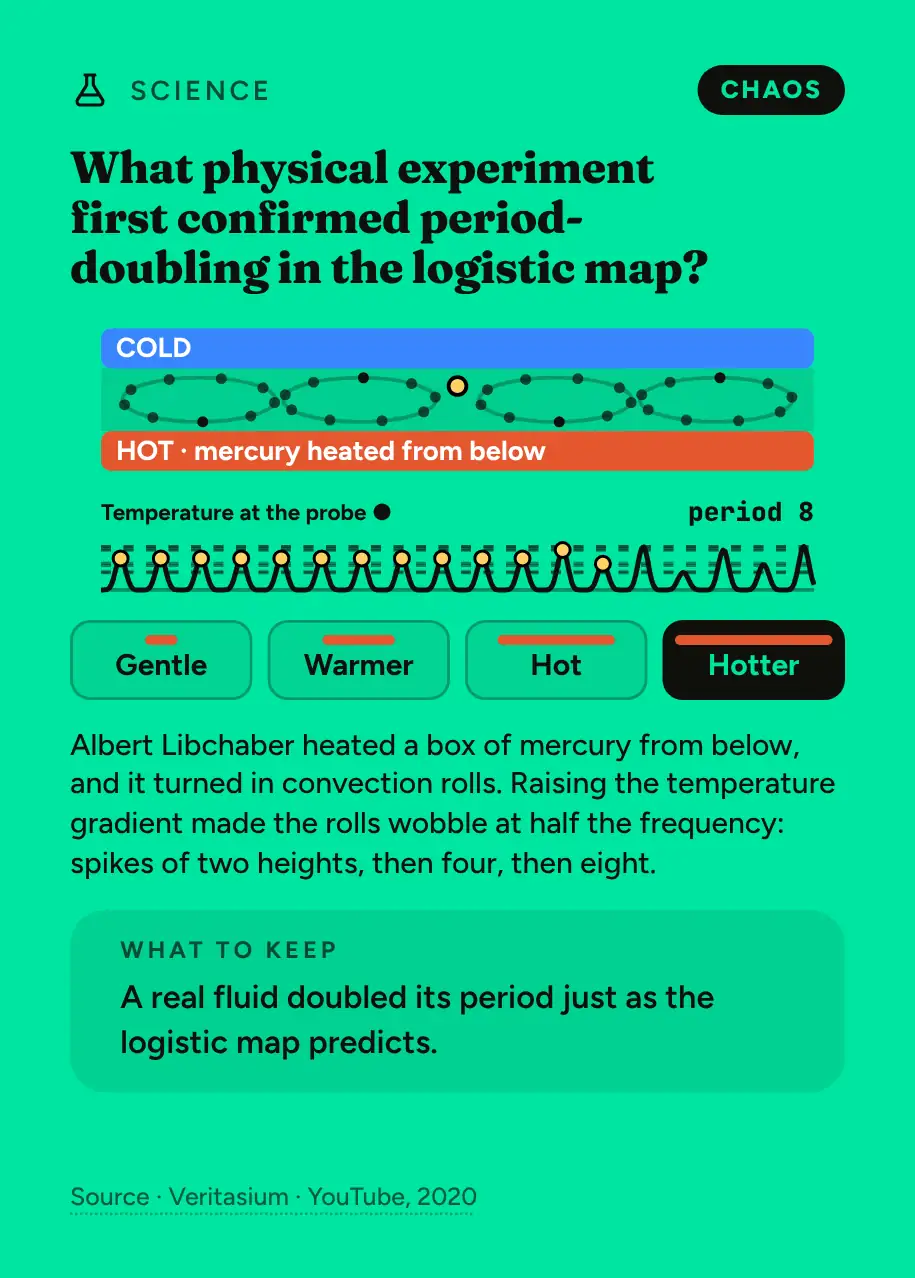 SCIENCE
CHAOS
What physical experiment
first confirmed period-
doubling in the logistic map?
COLD
HOT · mercury heated from below
Temperature at the probe
period 8
Gentle
Warmer
Hot
Hotter
Albert Libchaber heated a box of mercury from below,
and it turned in convection rolls. Raising the temperature
gradient made the rolls wobble at half the frequency:
spikes of two heights, then four, then eight.
WHAT TO KEEP
A real fluid doubled its period just as the
logistic map predicts.
Source · Veritasium · YouTube, 2020